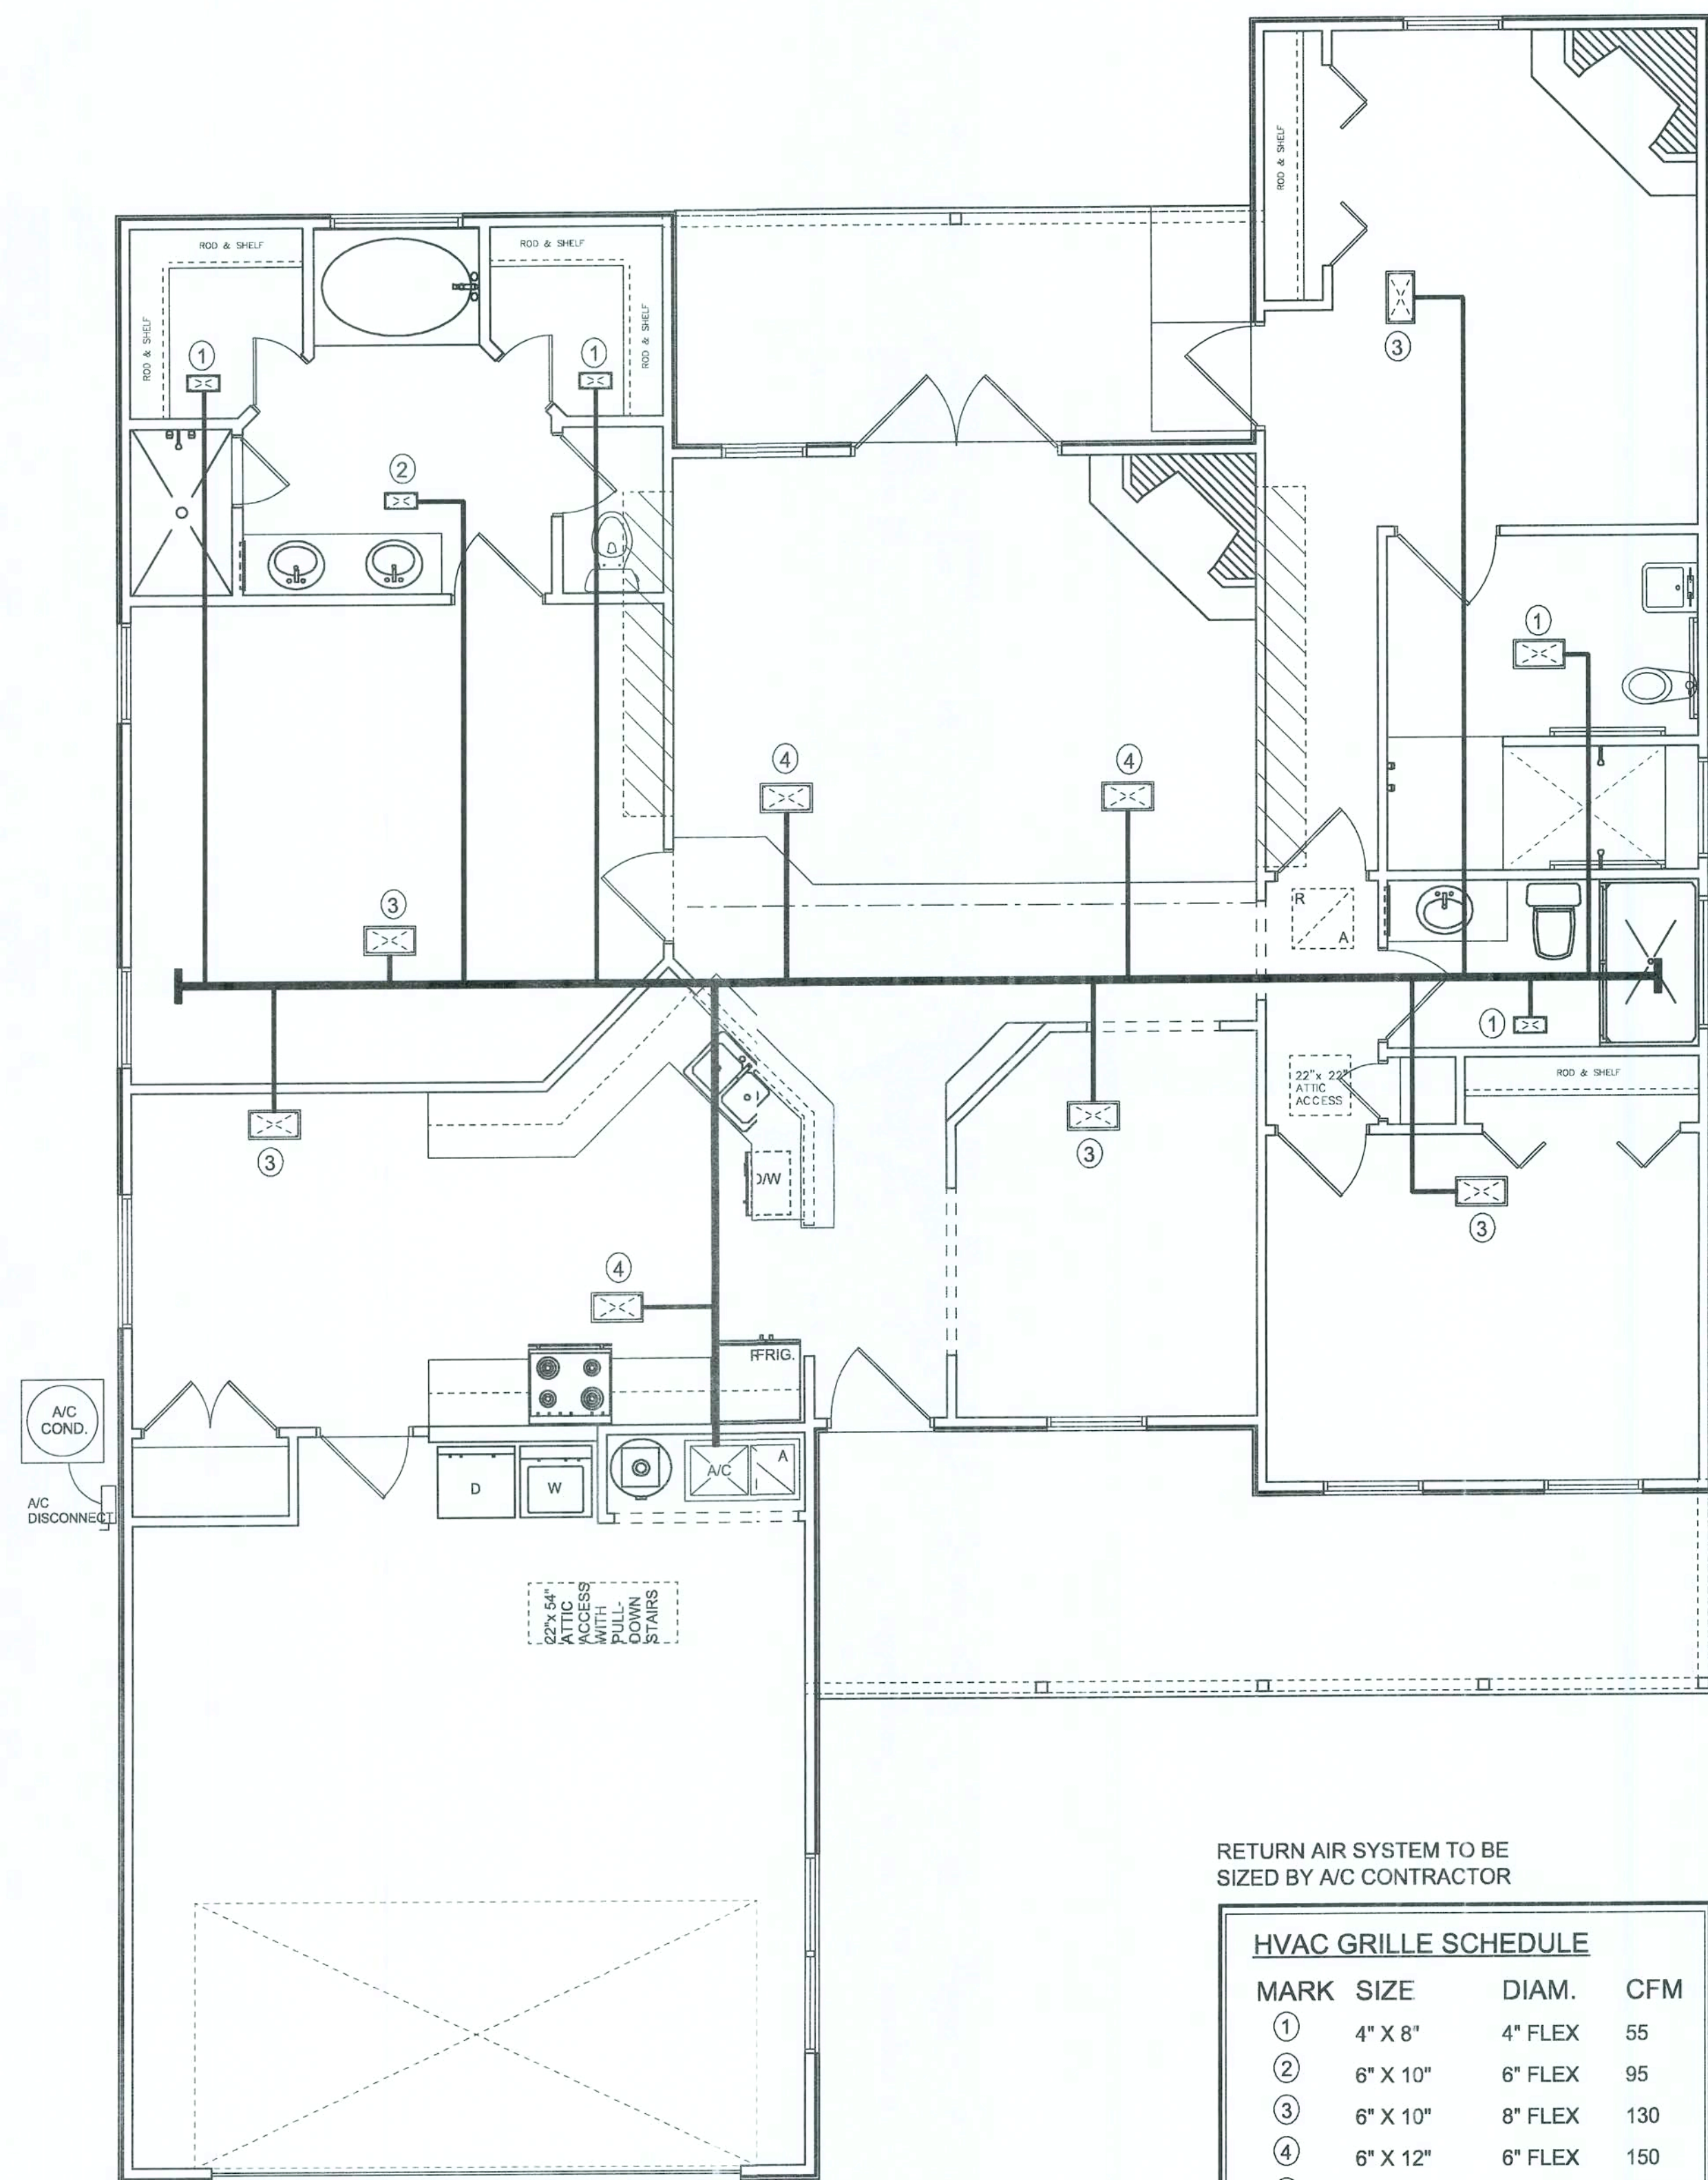 ROD & SHELF
ROD & SHELF
ROD & SHELF
ROD & SHELF
ROD & SHELF
1
1
2
3
1
4
4
3
R
A
1
22"x 22"
ATTIC
ACCESS
ROD & SHELF
3
3
3
D/W
4
FRIG.
A/C
COND.
A/C
DISCONNECT
D
W
A/C
A
22"x 54"
ATTIC
ACCESS
WITH
PULL-
DOWN
STAIRS
RETURN AIR SYSTEM TO BE
SIZED BY A/C CONTRACTOR
HVAC GRILLE SCHEDULE
MARK SIZE DIAM. CFM
1 4" X 8" 4" FLEX 55
2 6" X 10" 6" FLEX 95
3 6" X 10" 8" FLEX 130
4 6" X 12" 6" FLEX 150